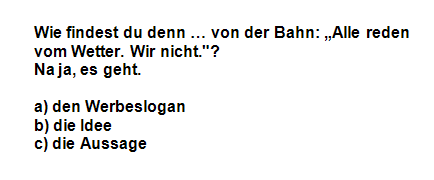 Wie findest du denn … von der Bahn: „Alle reden
vom Wetter. Wir nicht."?
Na ja, es geht.
a) den Werbeslogan
b) die Idee
c) die Aussage